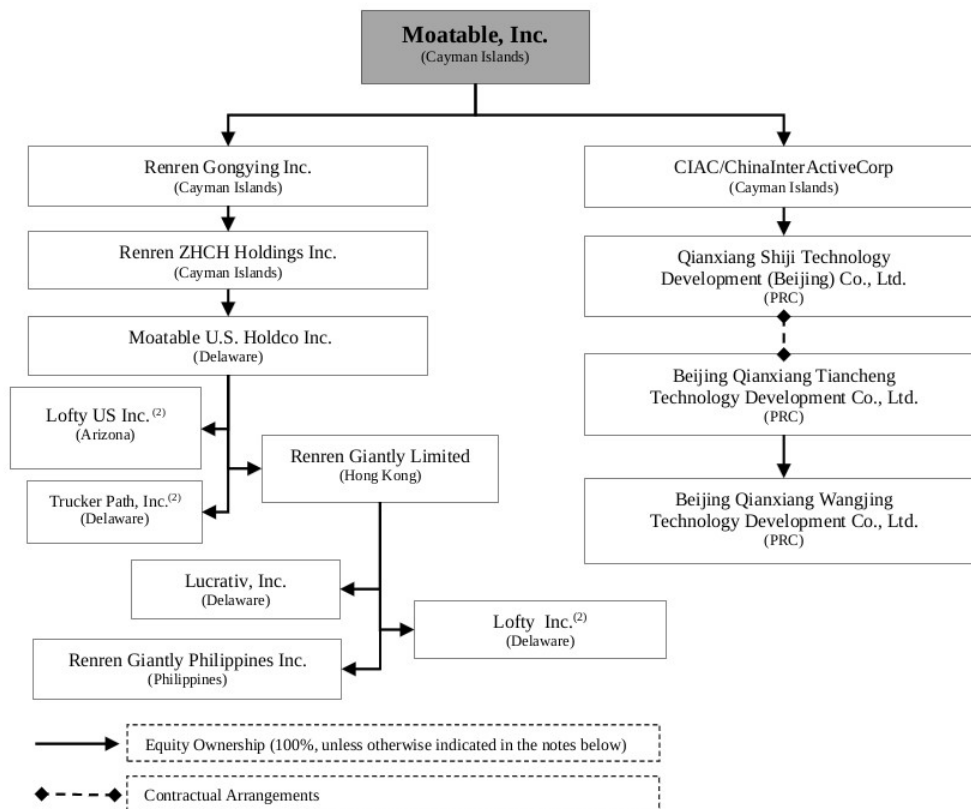 Moatable, Inc.
(Cayman Islands)
Renren Gongying Inc.
(Cayman Islands)
CIAC/ChinaInterActiveCorp
(Cayman Islands)
Renren ZHCH Holdings Inc.
(Cayman Islands)
Qianxiang Shiji Technology
Development (Beijing) Co., Ltd.
(PRC)
Moatable U.S. Holdco Inc.
(Delaware)
Beijing Qianxiang Tiancheng
Technology Development Co., Ltd.
(PRC)
Lofty US Inc.(2)
(Arizona)
Renren Giantly Limited
(Hong Kong)
Trucker Path, Inc.(2)
(Delaware)
Beijing Qianxiang Wangjing
Technology Development Co., Ltd.
(PRC)
Lucrativ, Inc.
(Delaware)
Lofty Inc.(2)
(Delaware)
Renren Giantly Philippines Inc.
(Philippines)
Equity Ownership (100%, unless otherwise indicated in the notes below)
Contractual Arrangements